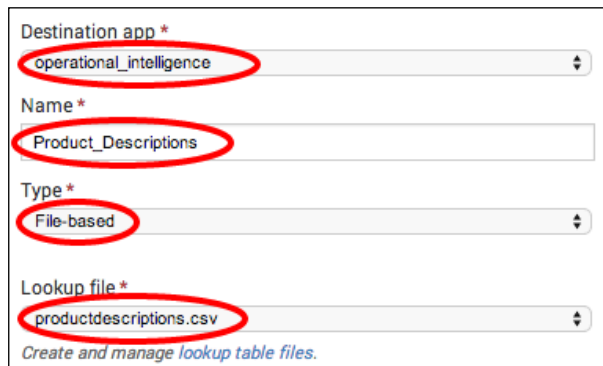 Destination app *
operational_intelligence
Name *
Product_Descriptions
Type *
File-based
Lookup file *
productdescriptions.csv
Create and manage lookup table files.